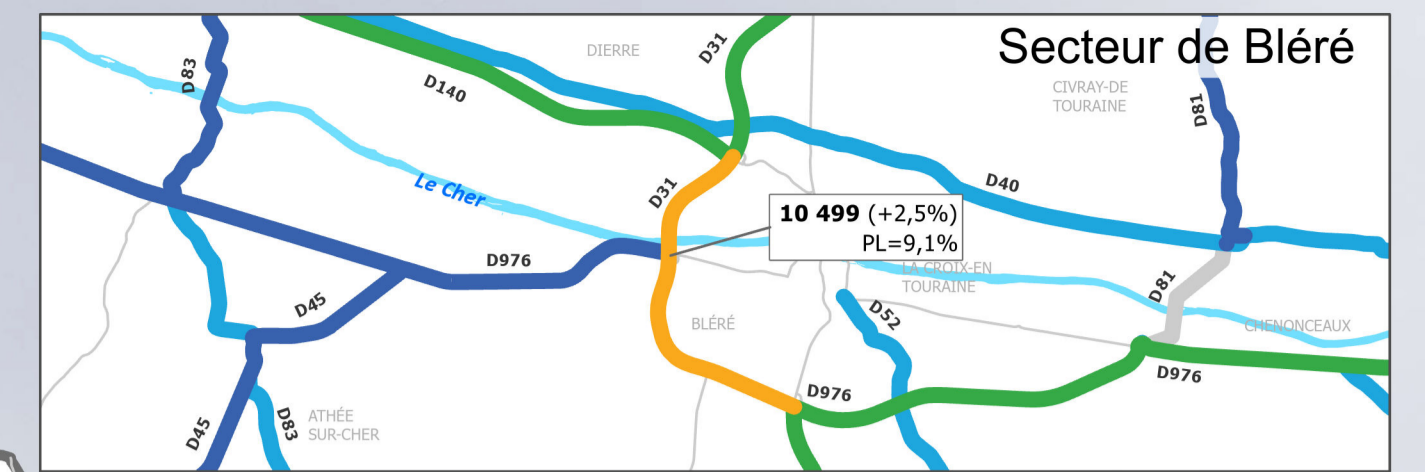 Secteur de Bléré
DIERRE
D31
D83
D140
CIVRAY-DE
TOURAINE
D81
Le Cher
D31
D40
10 499 (+2,5%)
PL=9,1%
D976
LA CROIX-EN
TOURAINE
D81
D45
D52
BLÉRÉ
CHENONCEAUX
D976
D976
ATHÉE
SUR-CHER
D45
D83